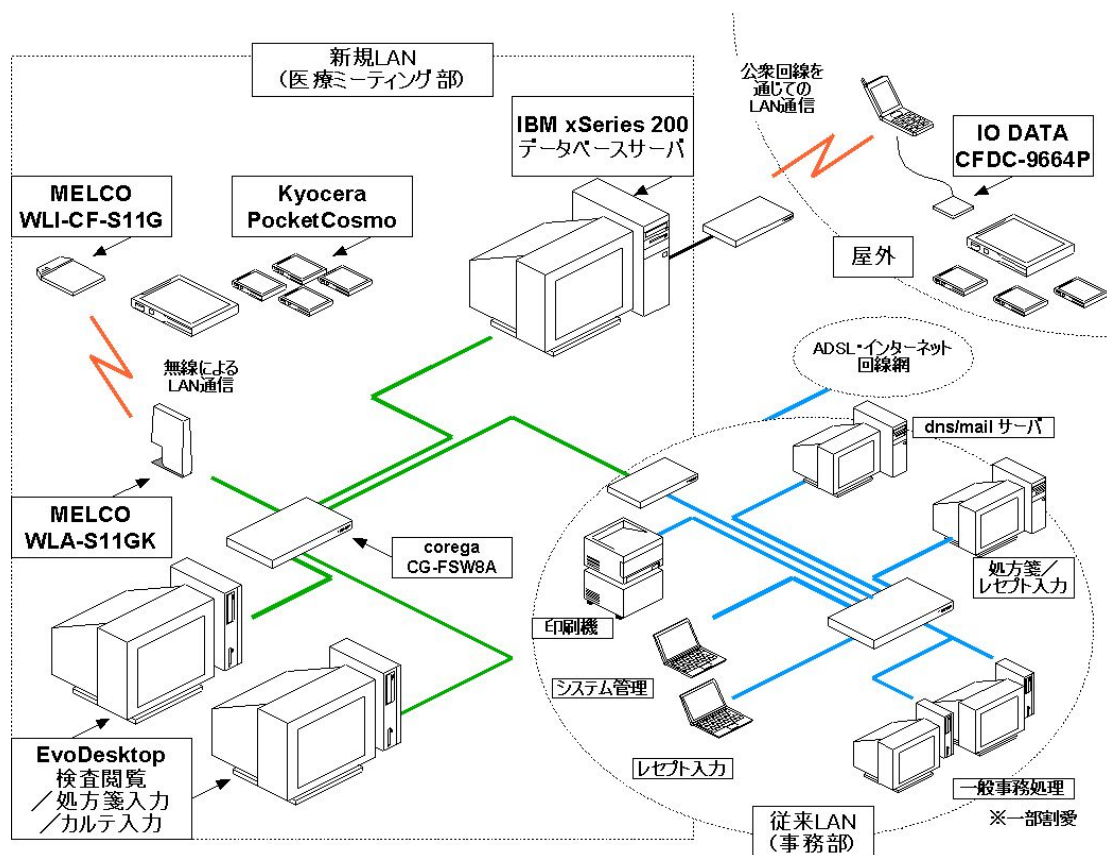 新規LAN
（医療ミーティング部）
公衆回線を
通じての
LAN通信
IBM xSeries 200
データベースサーバ
IO DATA
CFDC-9664P
MELCO
WLI-CF-S11G
Kyocera
PocketCosmo
屋外
無線による
LAN通信
ADSL・インターネット
回線網
dns/mail サーバ
MELCO
WLA-S11GK
corega
CG-FSW8A
処方箋／
レセプト入力
印刷機
システム管理
レセプト入力
EvoDesktop
検査閲覧
／処方箋入力
／カルテ入力
一般事務処理
※一部割愛
従来LAN
（事務部）